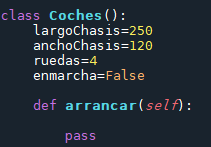 class Coches():
    largoChasis=250
    anchoChasis=120
    ruedas=4
    enmarcha=False

    def arrancar(self):

        pass